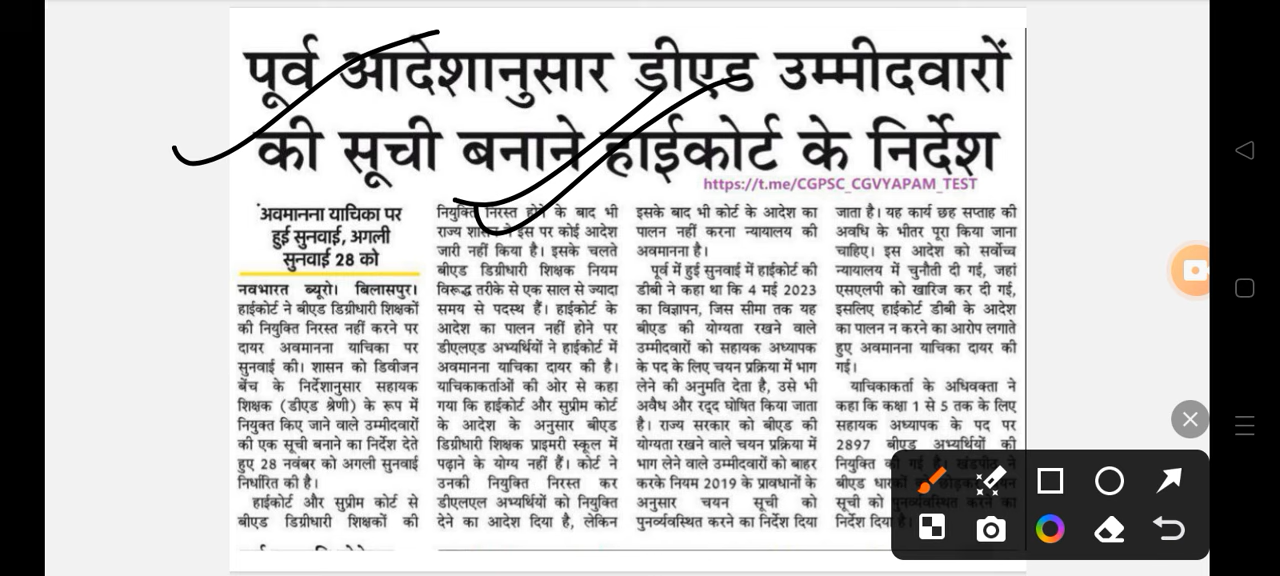 पूर्व आदेशानुसार डीएड उम्मीदवारों
की सूची बनाने हाईकोर्ट के निर्देश
https://t.me/CGPSC_CGVYAPAM_TEST
अवमानना याचिका पर
हुई सुनवाई, अगली
सुनवाई 28 को
नवभारत ब्यूरो। बिलासपुर।
हाईकोर्ट ने बीएड डिग्रीधारी शिक्षकों
की नियुक्ति निरस्त नहीं करने पर
दायर अवमानना याचिका पर
सुनवाई की। शासन को डिवीजन
बेंच के निर्देशानुसार सहायक
शिक्षक (डीएड श्रेणी) के रूप में
नियुक्त किए जाने वाले उम्मीदवारों
की एक सूची बनाने का निर्देश देते
हुए 28 नवंबर को अगली सुनवाई
निर्धारित की है।
हाईकोर्ट और सुप्रीम कोर्ट से
बीएड डिग्रीधारी शिक्षकों की
नियुक्ति निरस्त होने के बाद भी
राज्य शासन ने इस पर कोई आदेश
जारी नहीं किया है। इसके चलते
बीएड डिग्रीधारी शिक्षक नियम
विरूद्ध तरीके से एक साल से ज्यादा
समय से पदस्थ हैं। हाईकोर्ट के
आदेश का पालन नहीं होने पर
डीएलएड अभ्यर्थियों ने हाईकोर्ट में
अवमानना याचिका दायर की है।
याचिकाकर्ताओं की ओर से कहा
गया कि हाईकोर्ट और सुप्रीम कोर्ट
के आदेश के अनुसार बीएड
डिग्रीधारी शिक्षक प्राइमरी स्कूल में
पढ़ाने के योग्य नहीं हैं। कोर्ट ने
उनकी नियुक्ति निरस्त कर
डीएलएल अभ्यर्थियों को नियुक्ति
देने का आदेश दिया है, लेकिन
इसके बाद भी कोर्ट के आदेश का
पालन नहीं करना न्यायालय की
अवमानना है।
पूर्व में हुई सुनवाई में हाईकोर्ट की
डीबी ने कहा था कि 4 मई 2023
का विज्ञापन, जिस सीमा तक यह
बीएड की योग्यता रखने वाले
उम्मीदवारों को सहायक अध्यापक
के पद के लिए चयन प्रक्रिया में भाग
लेने की अनुमति देता है, उसे भी
अवैध और रद्द घोषित किया जाता
है। राज्य सरकार को बीएड की
योग्यता रखने वाले चयन प्रक्रिया में
भाग लेने वाले उम्मीदवारों को बाहर
करके नियम 2019 के प्रावधानों के
अनुसार चयन सूची को
पुनर्व्यवस्थित करने का निर्देश दिया
जाता है। यह कार्य छह सप्ताह की
अवधि के भीतर पूरा किया जाना
चाहिए। इस आदेश को सर्वोच्च
न्यायालय में चुनौती दी गई, जहां
एसएलपी को खारिज कर दी गई,
इसलिए हाईकोर्ट डीबी के आदेश
का पालन न करने का आरोप लगाते
हुए अवमानना याचिका दायर की
गई।
याचिकाकर्ता के अधिवक्ता ने
कहा कि कक्षा 1 से 5 तक के लिए
सहायक अध्यापक के पद पर
2897 बीएड अभ्यर्थियों की
नियुक्ति की गई है। खंडपीठ ने
बीएड धारकों को छोड़कर चयन
सूची को पुनर्व्यवस्थित करने का
निर्देश दिया है।